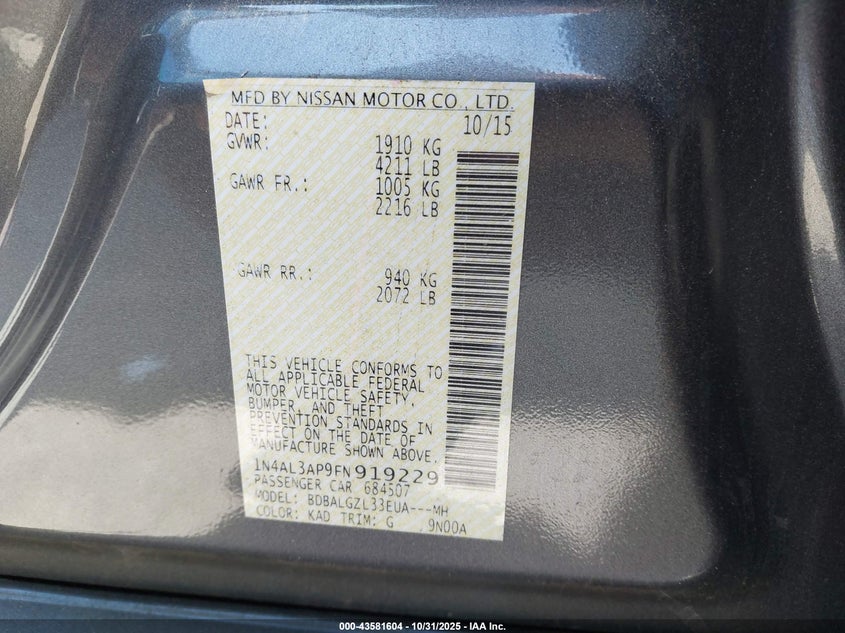 MFD BY NISSAN MOTOR CO., LTD.
DATE: 10/15
GVWR: 1910 KG
4211 LB
GAWR FR.: 1005 KG
2216 LB
GAWR RR.: 940 KG
2072 LB
THIS VEHICLE CONFORMS TO
ALL APPLICABLE FEDERAL
MOTOR VEHICLE SAFETY,
BUMPER, AND THEFT
PREVENTION STANDARDS IN
EFFECT ON THE DATE OF
MANUFACTURE SHOWN ABOVE.
1N4AL3AP9FN919229
PASSENGER CAR 684507
MODEL: BDBALGZL33EUA---MH
COLOR: KAD TRIM: G 9N00A
000-43581604 - 10/31/2025 - IAA Inc.